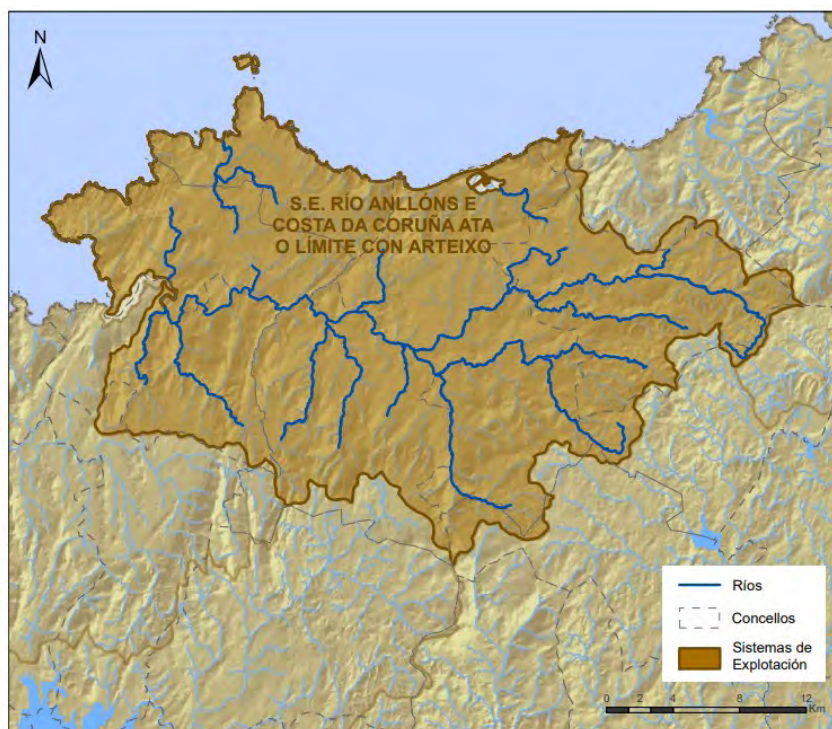 N
S.E. RÍO ANLLÓNS E
COSTA DA CORUÑA ATA
O LÍMITE CON ARTEIXO
Ríos
Concellos
Sistemas de
Explotación
0 2 4 8 12
Km